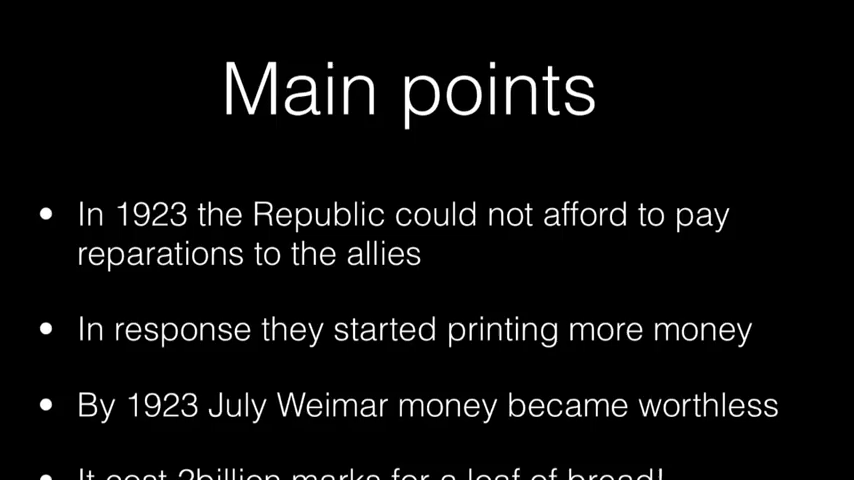 Main points
• In 1923 the Republic could not afford to pay
reparations to the allies
• In response they started printing more money
• By 1923 July Weimar money became worthless
• It cost 2billion marks for a loaf of bread!